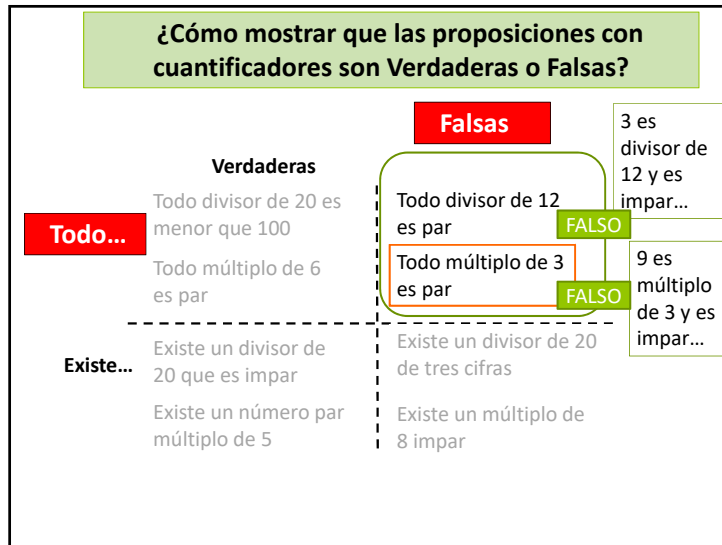 ¿Cómo mostrar que las proposiciones con
cuantificadores son Verdaderas o Falsas?
Falsas
Verdaderas
Todo...
Todo divisor de 20 es
menor que 100
Todo múltiplo de 6
es par
Todo divisor de 12
es par
FALSO
Todo múltiplo de 3
es par
FALSO
3 es
divisor de
12 y es
impar...
9 es
múltiplo
de 3 y es
impar...
Existe...
Existe un divisor de
20 que es impar
Existe un número par
múltiplo de 5
Existe un divisor de 20
de tres cifras
Existe un múltiplo de
8 impar